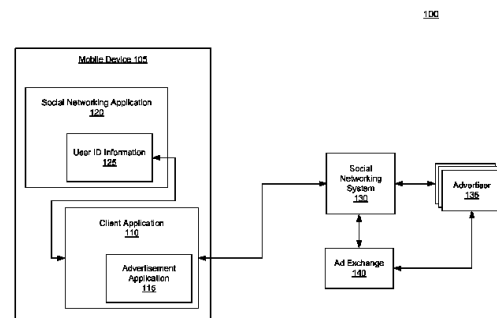 100
Mobile Device 105
Social Networking Application
120
User ID Information
125
Client Application
110
Advertisement
Application
115
Social
Networking
System
130
Advertiser
135
Ad Exchange
140